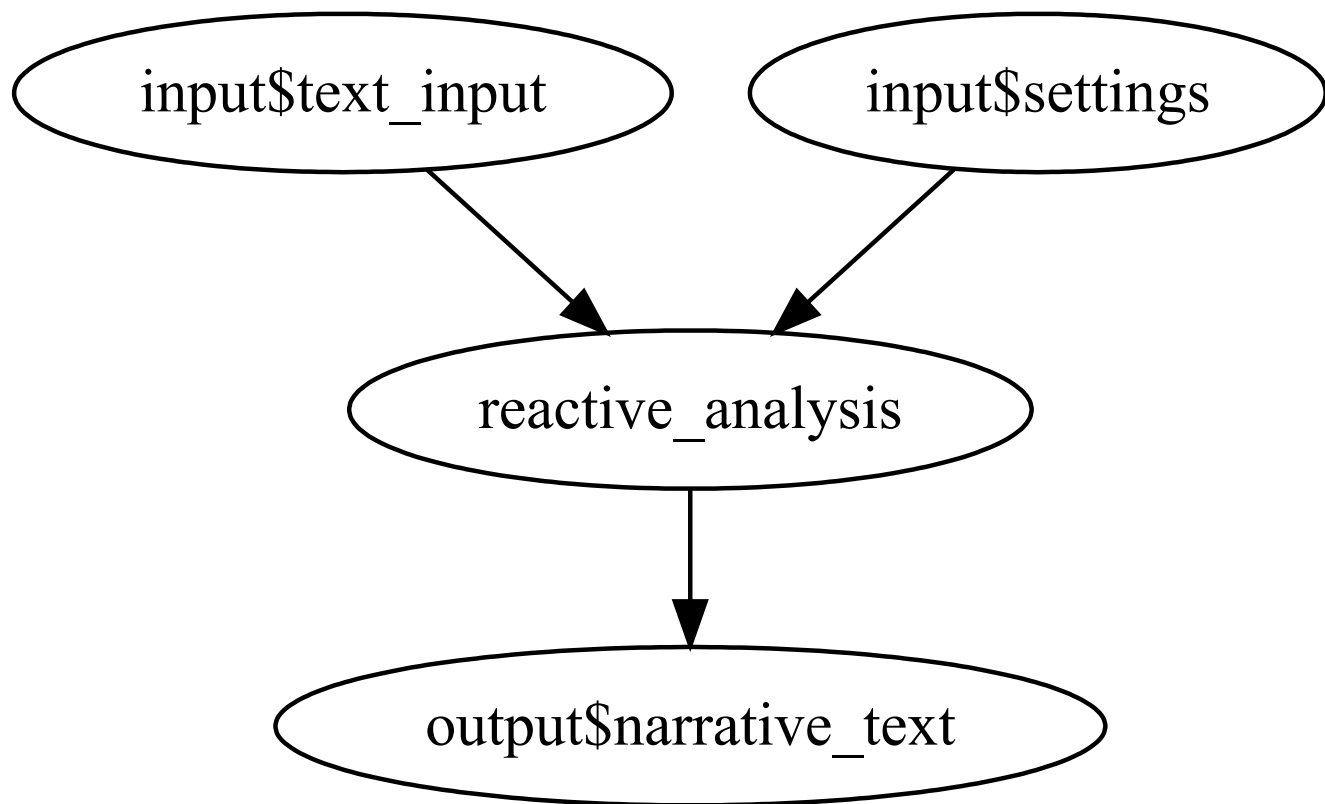 input$text_input
input$settings
reactive_analysis
output$narrative_text